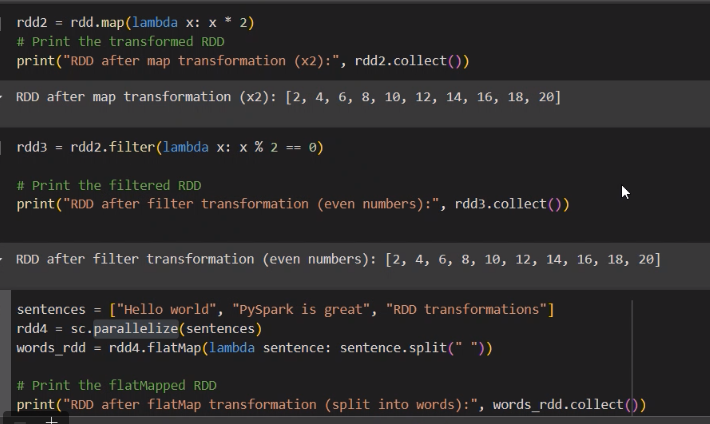 rdd2 = rdd.map(lambda x: x * 2)
# Print the transformed RDD
print("RDD after map transformation (x2):", rdd2.collect())
RDD after map transformation (x2): [2, 4, 6, 8, 10, 12, 14, 16, 18, 20]
rdd3 = rdd2.filter(lambda x: x % 2 == 0)
# Print the filtered RDD
print("RDD after filter transformation (even numbers):", rdd3.collect())
RDD after filter transformation (even numbers): [2, 4, 6, 8, 10, 12, 14, 16, 18, 20]
sentences = ["Hello world", "PySpark is great", "RDD transformations"]
rdd4 = sc.parallelize(sentences)
words_rdd = rdd4.flatMap(lambda sentence: sentence.split(" "))
# Print the flatMapped RDD
print("RDD after flatMap transformation (split into words):", words_rdd.collect())